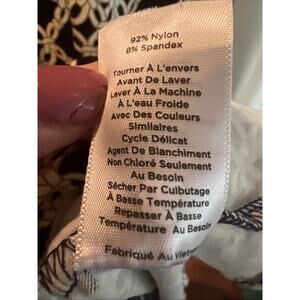 92% Nylon
8% Spandex
Tourner À L'envers
Avant De Laver
Laver À La Machine
À L'eau Froide
Avec Des Couleurs
Similaires
Cycle Délicat
Agent De Blanchiment
Non Chloré Seulement
Au Besoin
Sécher Par Culbutage
À Basse Température
Repasser À Basse
Température Au Besoin
Fabriqué Au